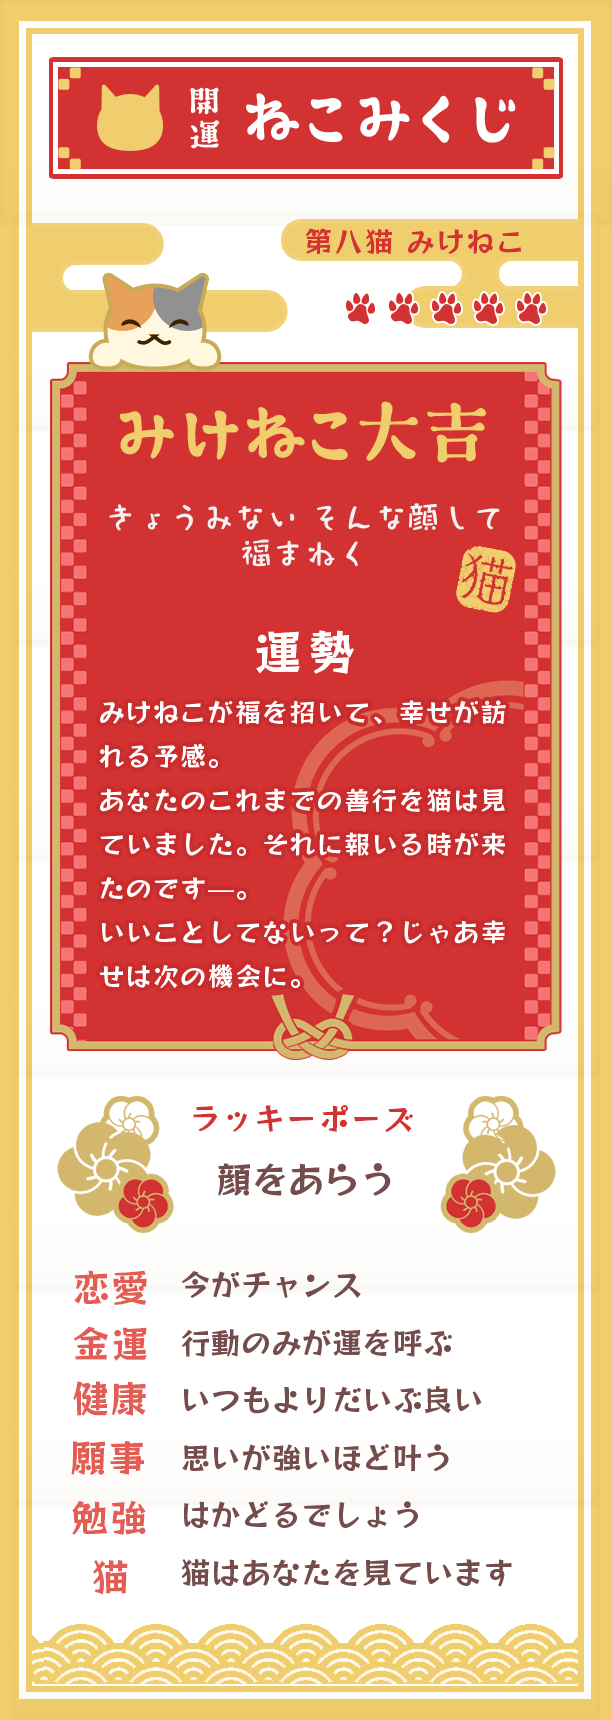 開運 ねこみくじ
第八猫 みけねこ
みけねこ大吉
きょうみない そんな顔して
福まねく
猫
運勢
みけねこが福を招いて、幸せが訪
れる予感。
あなたのこれまでの善行を猫は見
ていました。それに報いる時が来
たのです―。
いいことしてないって？じゃあ幸
せは次の機会に。
ラッキーポーズ
顔をあらう
恋愛 今がチャンス
金運 行動のみが運を呼ぶ
健康 いつもよりだいぶ良い
願事 思いが強いほど叶う
勉強 はかどるでしょう
猫 猫はあなたを見ています